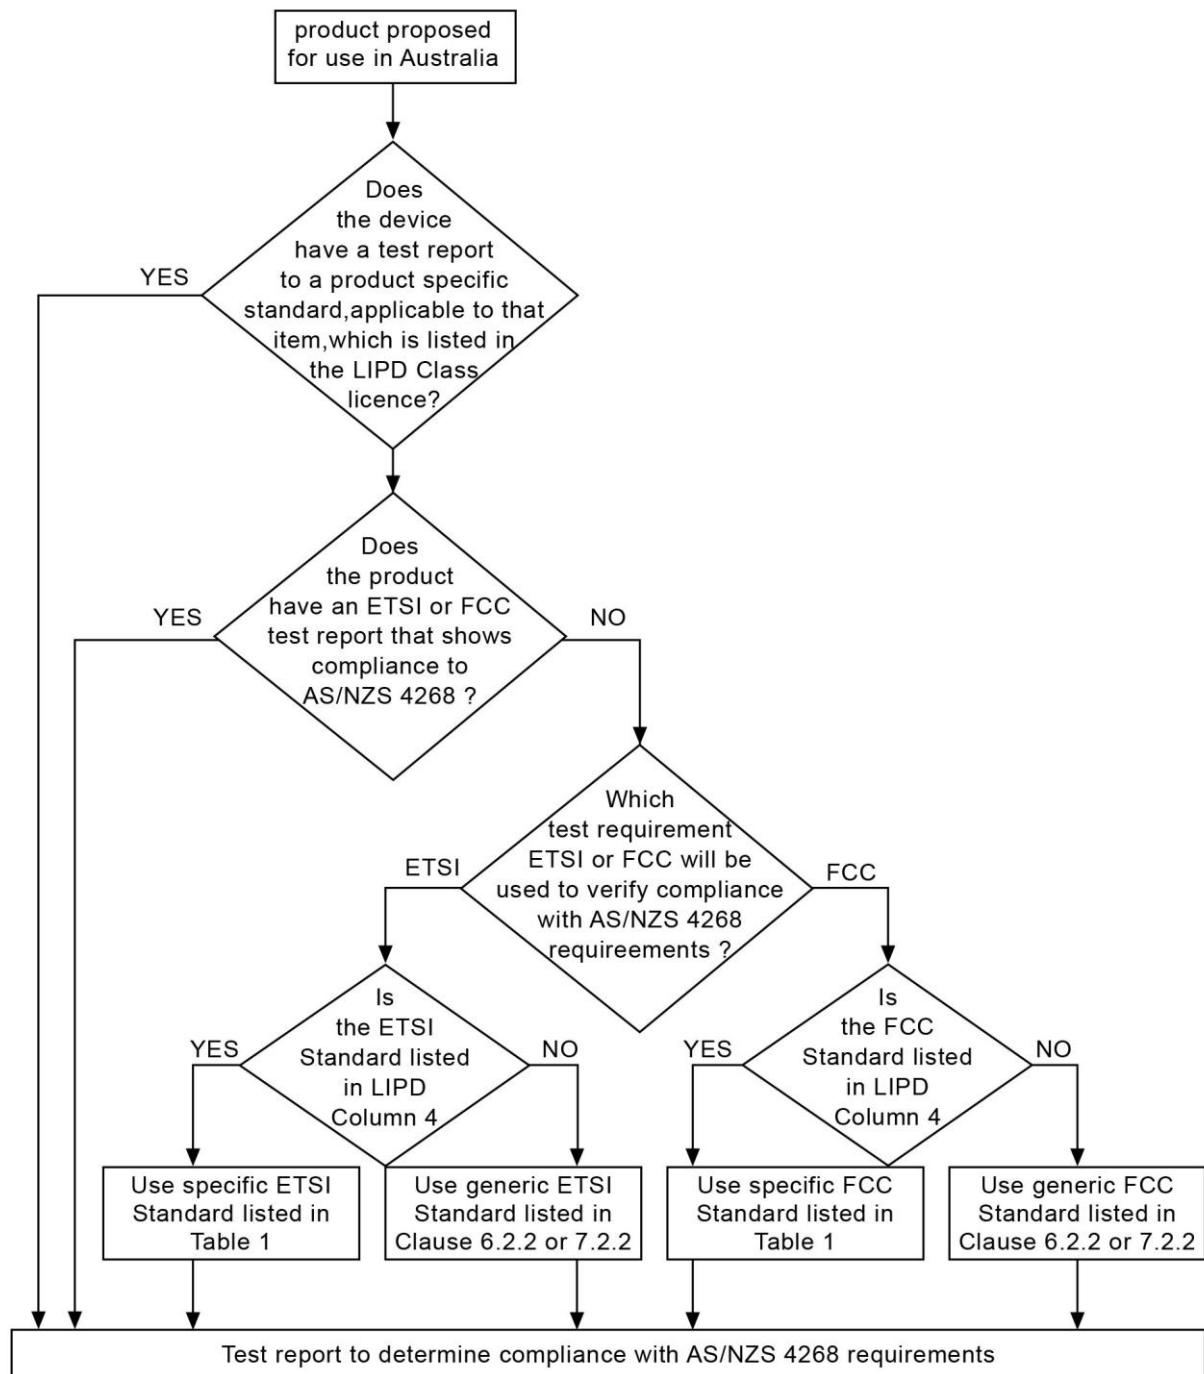 product proposed
for use in Australia
Does
the device
have a test report
to a product specific
standard,applicable to that
item,which is listed in
the LIPD Class
licence?
YES
Does
the product
have an ETSI or FCC
test report that shows
compliance to
AS/NZS 4268 ?
YES
NO
Which
test requirement
ETSI or FCC will be
used to verify compliance
with AS/NZS 4268
requireements ?
ETSI
FCC
Is
the ETSI
Standard listed
in LIPD
Column 4
YES
NO
Is
the FCC
Standard listed
in LIPD
Column 4
YES
NO
Use specific ETSI
Standard listed in
Table 1
Use generic ETSI
Standard listed in
Clause 6.2.2 or 7.2.2
Use specific FCC
Standard listed in
Table 1
Use generic FCC
Standard listed in
Clause 6.2.2 or 7.2.2
Test report to determine compliance with AS/NZS 4268 requirements